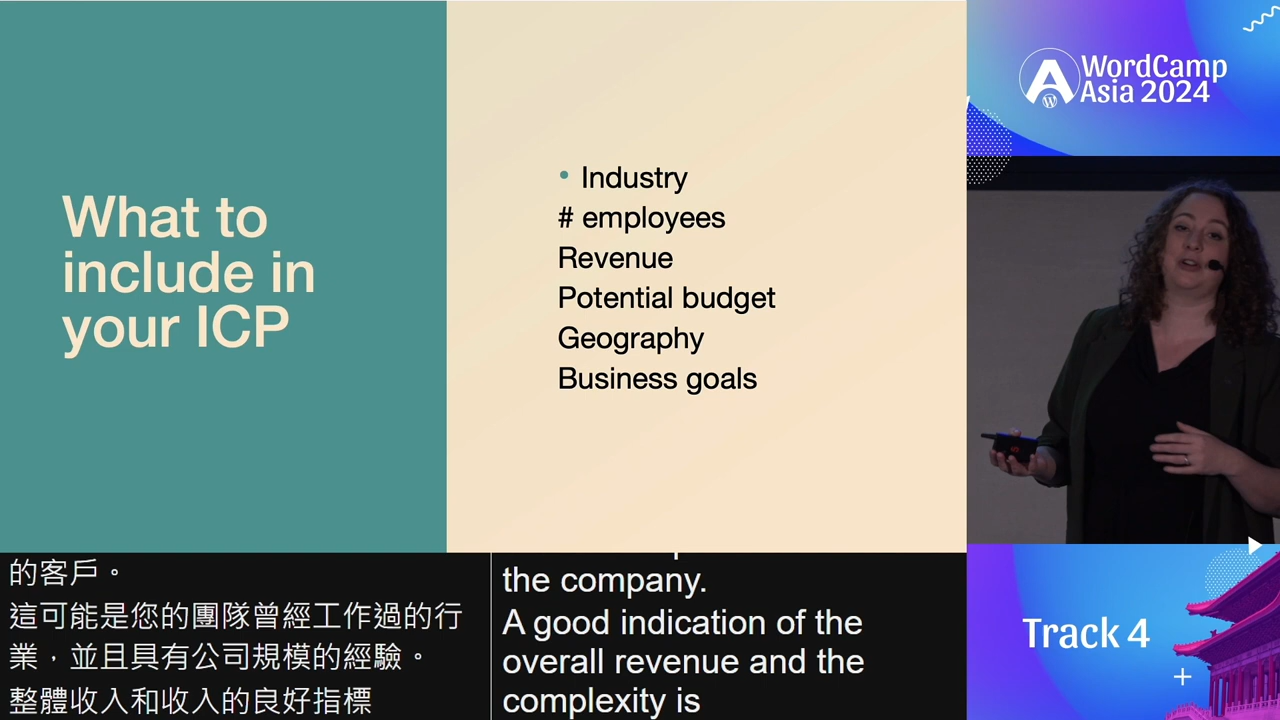 What to
include in
your ICP
• Industry
# employees
Revenue
Potential budget
Geography
Business goals
WordCamp
Asia 2024
的客戶。
這可能是您的團隊曾經工作過的行
業，並且具有公司規模的經驗。
整體收入和收入的良好指標
the company.
A good indication of the
overall revenue and the
complexity is
Track 4